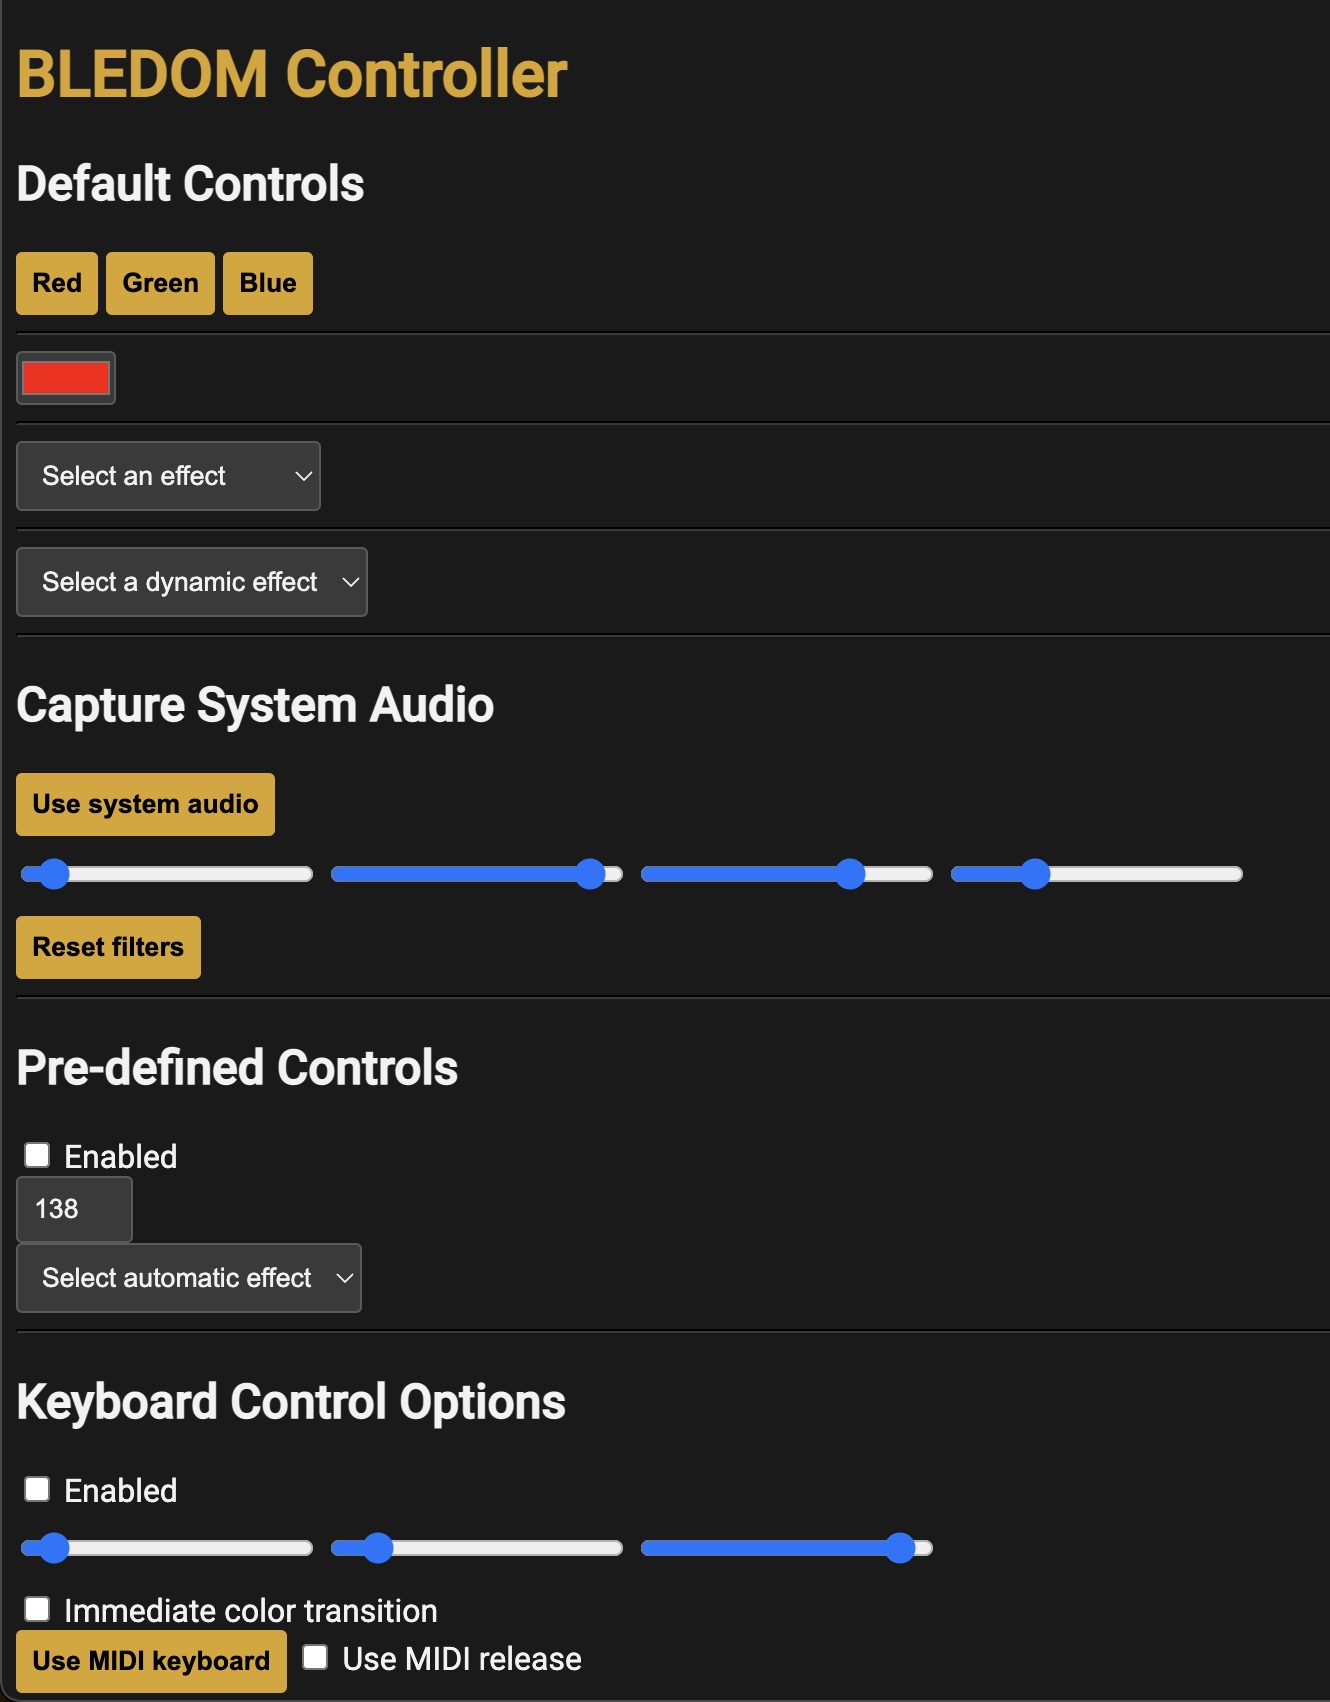 BLEDOM Controller
Default Controls
Red Green Blue
Select an effect
Select a dynamic effect
Capture System Audio
Use system audio
Reset filters
Pre-defined Controls
Enabled
138
Select automatic effect
Keyboard Control Options
Enabled
Immediate color transition
Use MIDI keyboard Use MIDI release